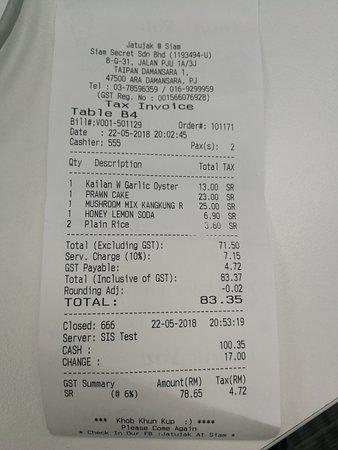 Jatujak @ Siam
Siam Secret Sdn Bhd (1193494-U)
B-G-31, JALAN PJU 1A/3J
TAIPAN DAMANSARA 1,
47500 ARA DAMANSARA, PJ
Tel : 03-78596359 / 016-9299959
(GST Reg. No: 001566076928)
Tax Invoice
Table B4
Bill#:V001-501129 Order#: 101171
Date : 22-05-2018 20:02:45
Cashier: 555 Pax(s): 2
Qty Description Total TAX
1 Kailan W Garlic Oyster 13.00 SR
1 PRAWN CAKE 23.00 SR
1 MUSHROOM MIX KANGKUNG R 25.00 SR
1 HONEY LEMON SODA 6.90 SR
2 Plain Rice 3.60 SR
Total (Excluding GST): 71.50
Serv. Charge (10%): 7.15
GST Payable: 4.72
Total (Inclusive of GST): 83.37
Rounding Adj: -0.02
TOTAL: 83.35
Closed: 666 22-05-2018 20:53:19
Server: SIS Test
CASH : 100.35
CHANGE : 17.00
GST Summary Amount(RM) Tax(RM)
SR (@ 6%) 78.65 4.72
*** Khob Khun Kup :) ****
Please Come Again
* Check In Our FB :Jatujak At Siam *